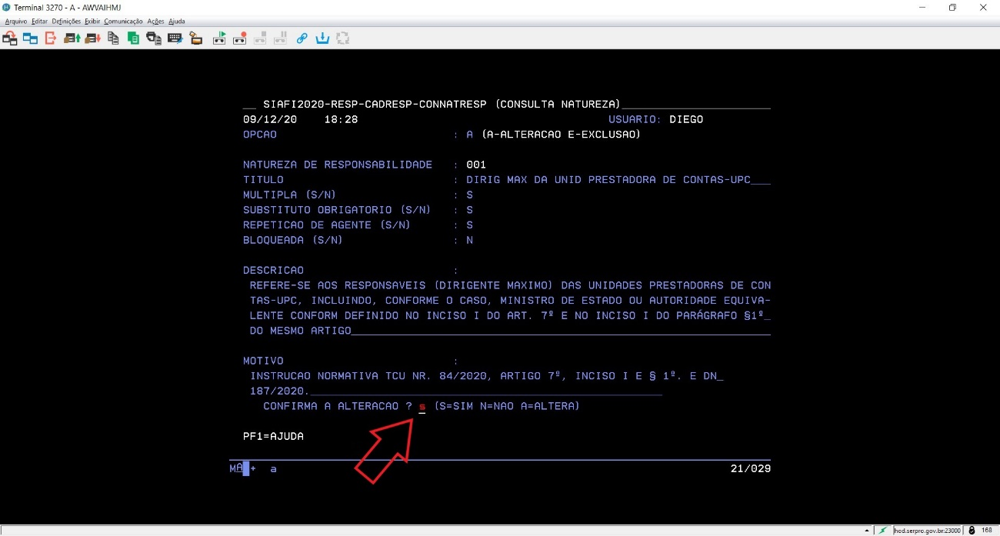 Terminal 3270 - A - AWVAIHMJ
Arquivo Editar Definições Exibir Comunicação Ações Ajuda
__ SIAFI2020-RESP-CADRESP-CONNATRESP (CONSULTA NATUREZA)______________________
09/12/20 18:28 USUARIO: DIEGO
OPCAO : A (A-ALTERACAO E-EXCLUSAO)
NATUREZA DE RESPONSABILIDADE : 001
TITULO : DIRIG MAX DA UNID PRESTADORA DE CONTAS-UPC___
MULTIPLA (S/N) : S
SUBSTITUTO OBRIGATORIO (S/N) : S
REPETICAO DE AGENTE (S/N) : S
BLOQUEADA (S/N) : N
DESCRICAO :
REFERE-SE AOS RESPONSAVEIS (DIRIGENTE MAXIMO) DAS UNIDADES PRESTADORAS DE CON
TAS-UPC, INCLUINDO, CONFORME O CASO, MINISTRO DE ESTADO OU AUTORIDADE EQUIVA-
LENTE CONFORM DEFINIDO NO INCISO I DO ART. 7º E NO INCISO I DO PARÁGRAFO §1º_
DO MESMO ARTIGO______________________________________________________________
MOTIVO :
INSTRUCAO NORMATIVA TCU NR. 84/2020, ARTIGO 7º, INCISO I E § 1º. E DN_
187/2020.____________________________________________________
CONFIRMA A ALTERACAO ? s (S=SIM N=NAO A=ALTERA)
PF1=AJUDA
MÂ + a 21/029
hod.serpro.gov.br:23000 168